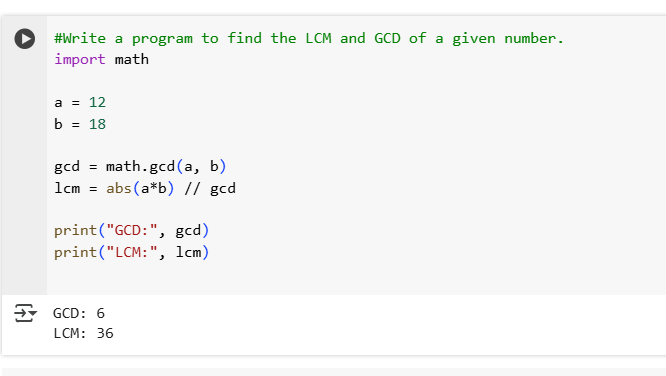 #Write a program to find the LCM and GCD of a given number.
import math
a = 12
b = 18
gcd = math.gcd(a, b)
lcm = abs(a*b) // gcd
print("GCD:", gcd)
print("LCM:", lcm)
GCD: 6
LCM: 36